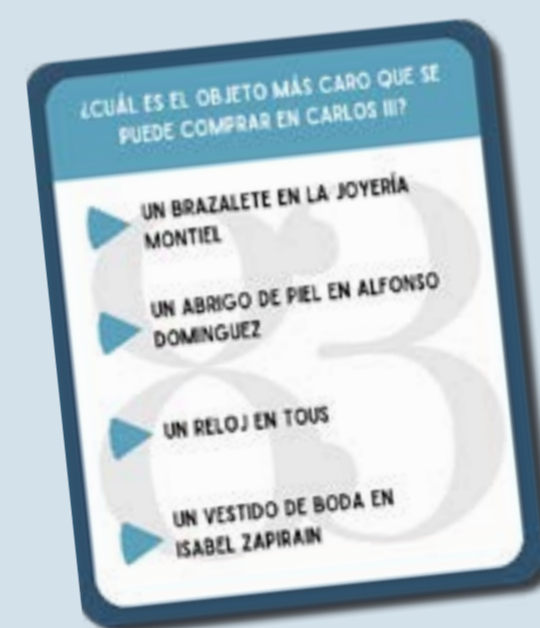 ¿CUÁL ES EL OBJETO MÁS CARO QUE SE
PUEDE COMPRAR EN CARLOS III?
UN BRAZALETE EN LA JOYERÍA
MONTIEL
UN ABRIGO DE PIEL EN ALFONSO
DOMINGUEZ
UN RELOJ EN TOUS
UN VESTIDO DE BODA EN
ISABEL ZAPIRAIN
83